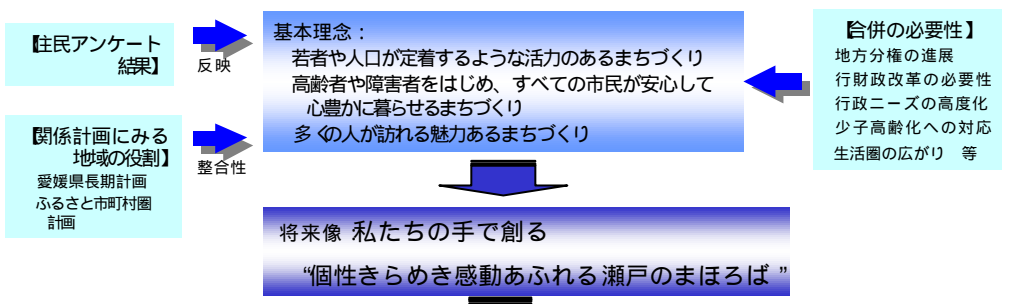 【住民アンケート
結果】
反映
【関係計画にみる
地域の役割】
愛媛県長期計画
ふるさと市町村圏
計画
整合性
基本理念：
若者や人口が定着するような活力のあるまちづくり
高齢者や障害者をはじめ、すべての市民が安心して
心豊かに暮らせるまちづくり
多くの人が訪れる魅力あるまちづくり
【合併の必要性】
地方分権の進展
行財政改革の必要性
行政ニーズの高度化
少子高齢化への対応
生活圏の広がり　等
将来像 私たちの手で創る
“個性きらめき感動あふれる瀬戸のまほろば”